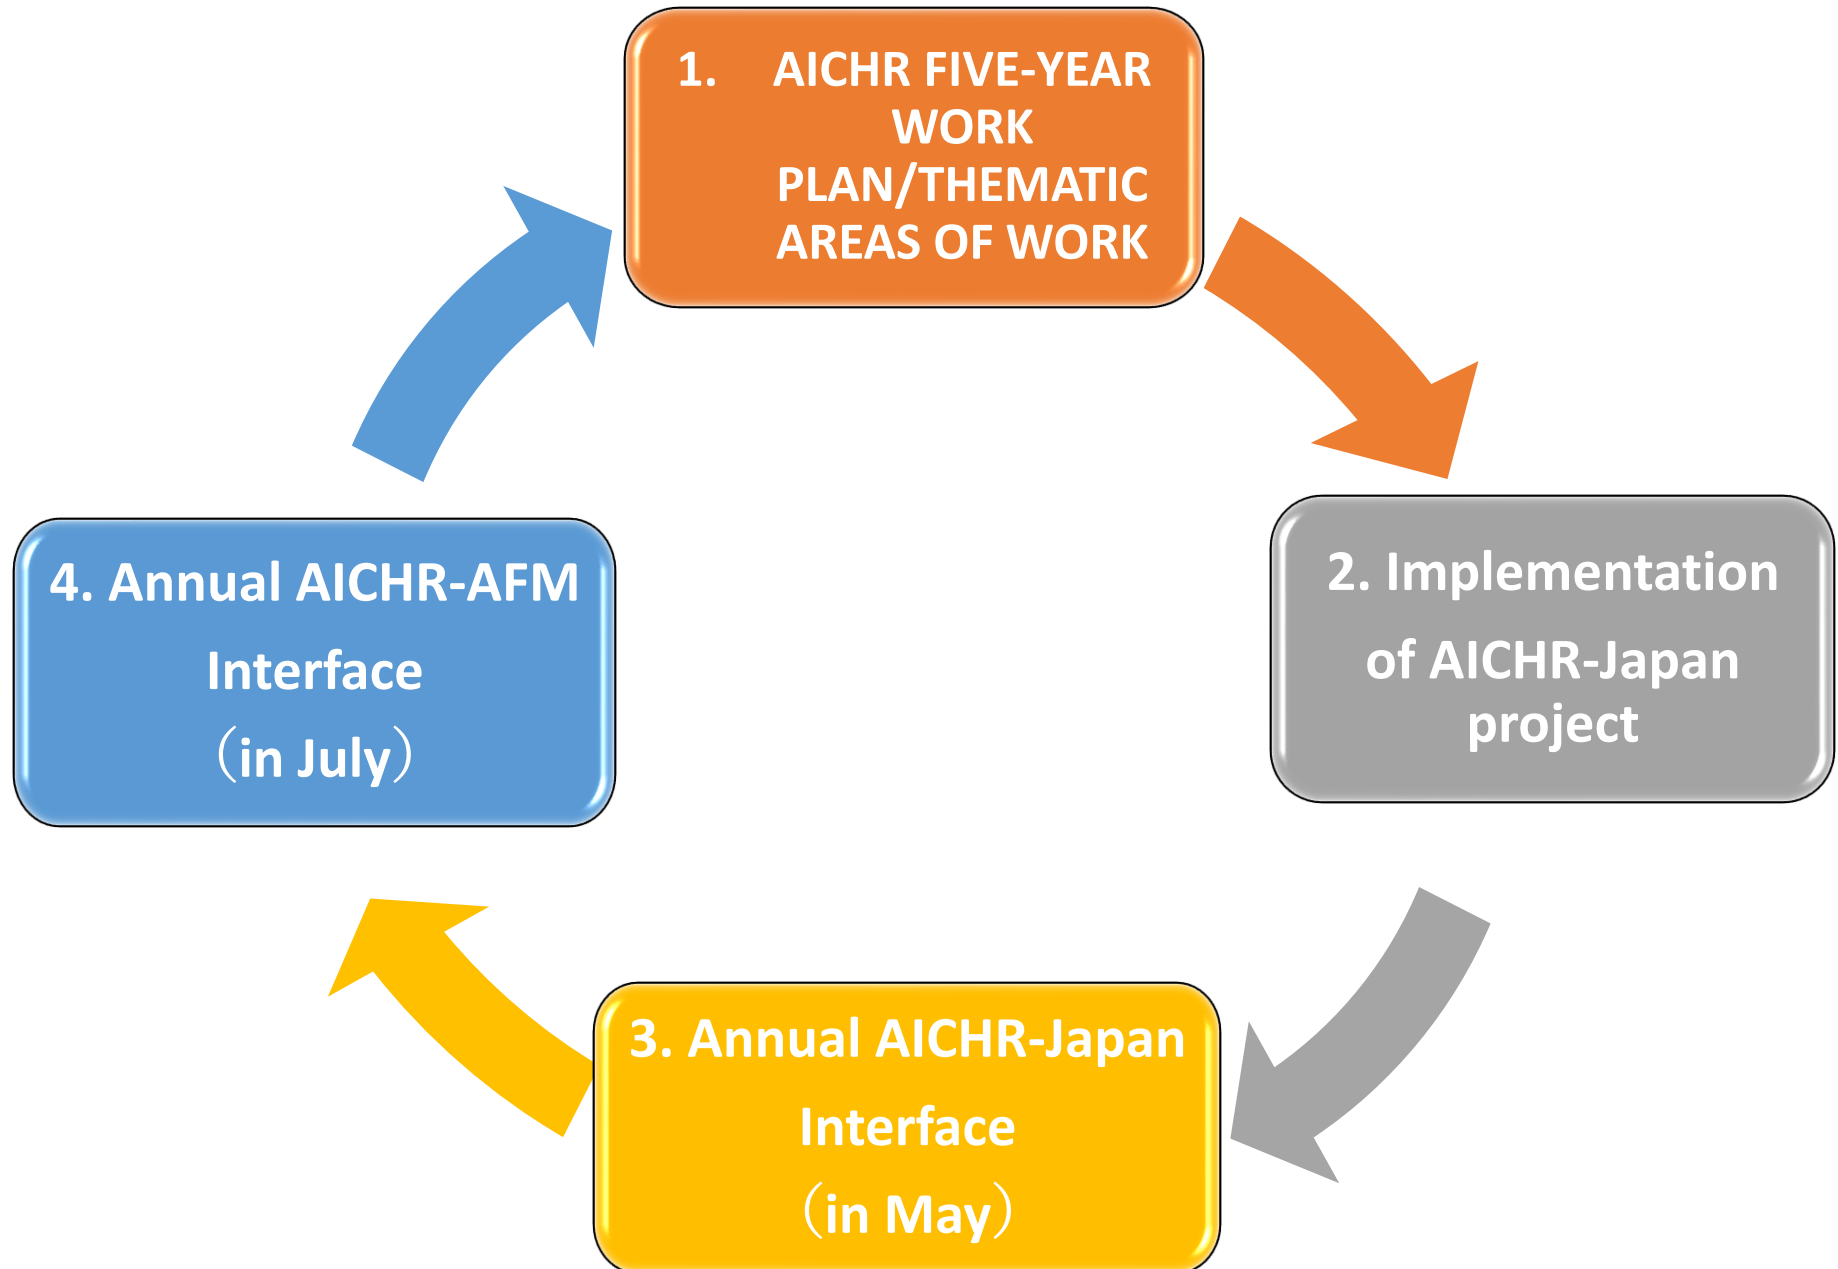 1. AICHR FIVE-YEAR
WORK
PLAN/THEMATIC
AREAS OF WORK
2. Implementation
of AICHR-Japan
project
3. Annual AICHR-Japan
Interface
（in May）
4. Annual AICHR-AFM
Interface
（in July）